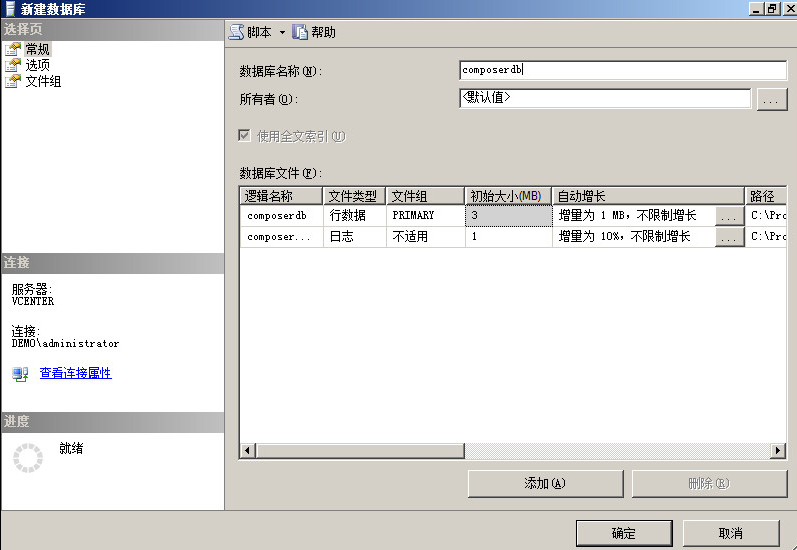 新建数据库
选择页
常规
选项
文件组
脚本 帮助
数据库名称(N):
composerdb
所有者(O):
<默认值>
...
使用全文索引(U)
数据库文件(F):
逻辑名称 文件类型 文件组 初始大小(MB) 自动增长 路径
composerdb 行数据 PRIMARY 3 增量为 1 MB，不限制增长 ... C:\Pro
composer... 日志 不适用 1 增量为 10%，不限制增长 ... C:\Pro
连接
服务器:
VCENTER
连接:
DEMO\administrator
查看连接属性
进度
就绪
添加(A) 删除(R)
确定 取消